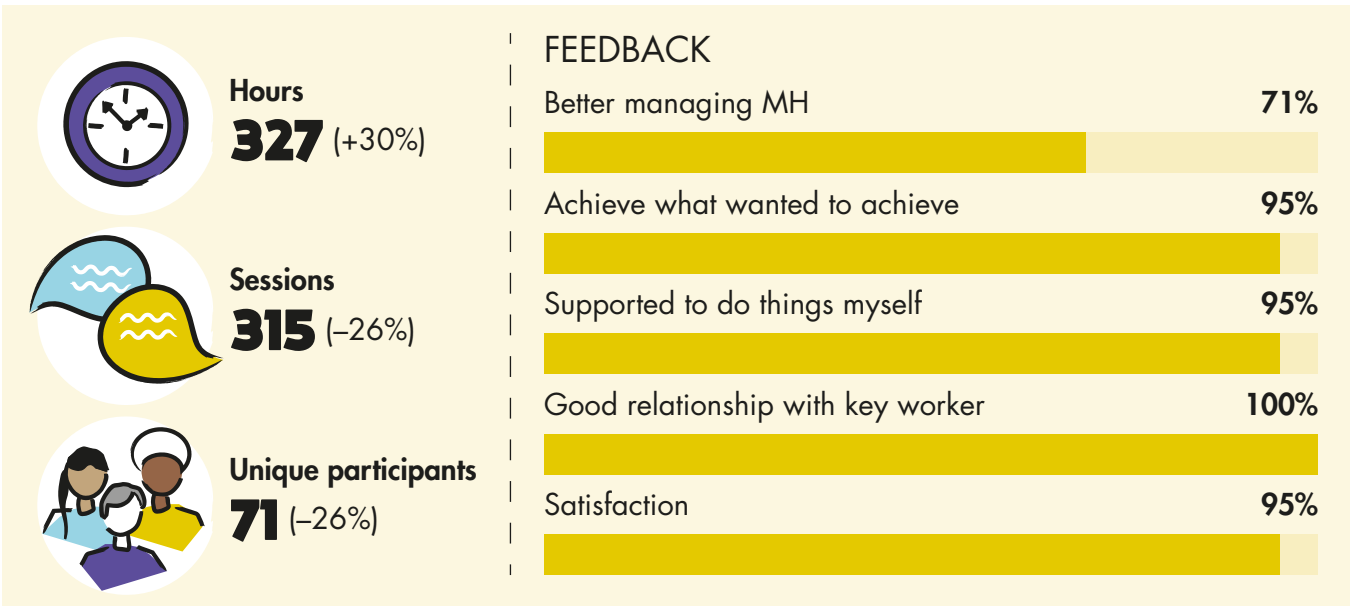 Hours
327 (+30%)
Sessions
315 (–26%)
Unique participants
71 (–26%)
FEEDBACK
Better managing MH 71%
Achieve what wanted to achieve 95%
Supported to do things myself 95%
Good relationship with key worker 100%
Satisfaction 95%